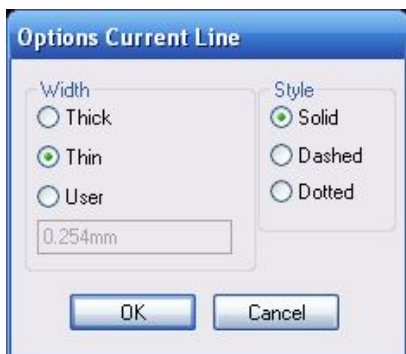 Options Current Line
Width
Thick
Thin
User
0.254mm
Style
Solid
Dashed
Dotted
OK
Cancel